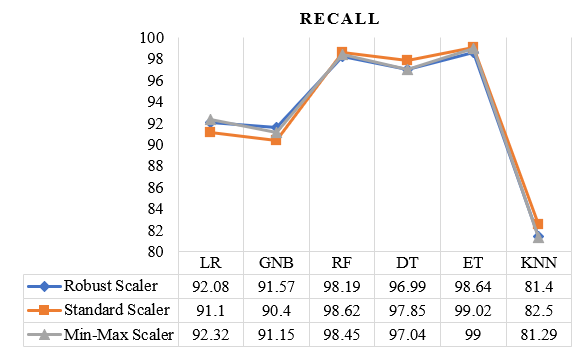 RECALL
100
98
96
94
92
90
88
86
84
82
80
LR GNB RF DT ET KNN
Robust Scaler 92.08 91.57 98.19 96.99 98.64 81.4
Standard Scaler 91.1 90.4 98.62 97.85 99.02 82.5
Min-Max Scaler 92.32 91.15 98.45 97.04 99 81.29